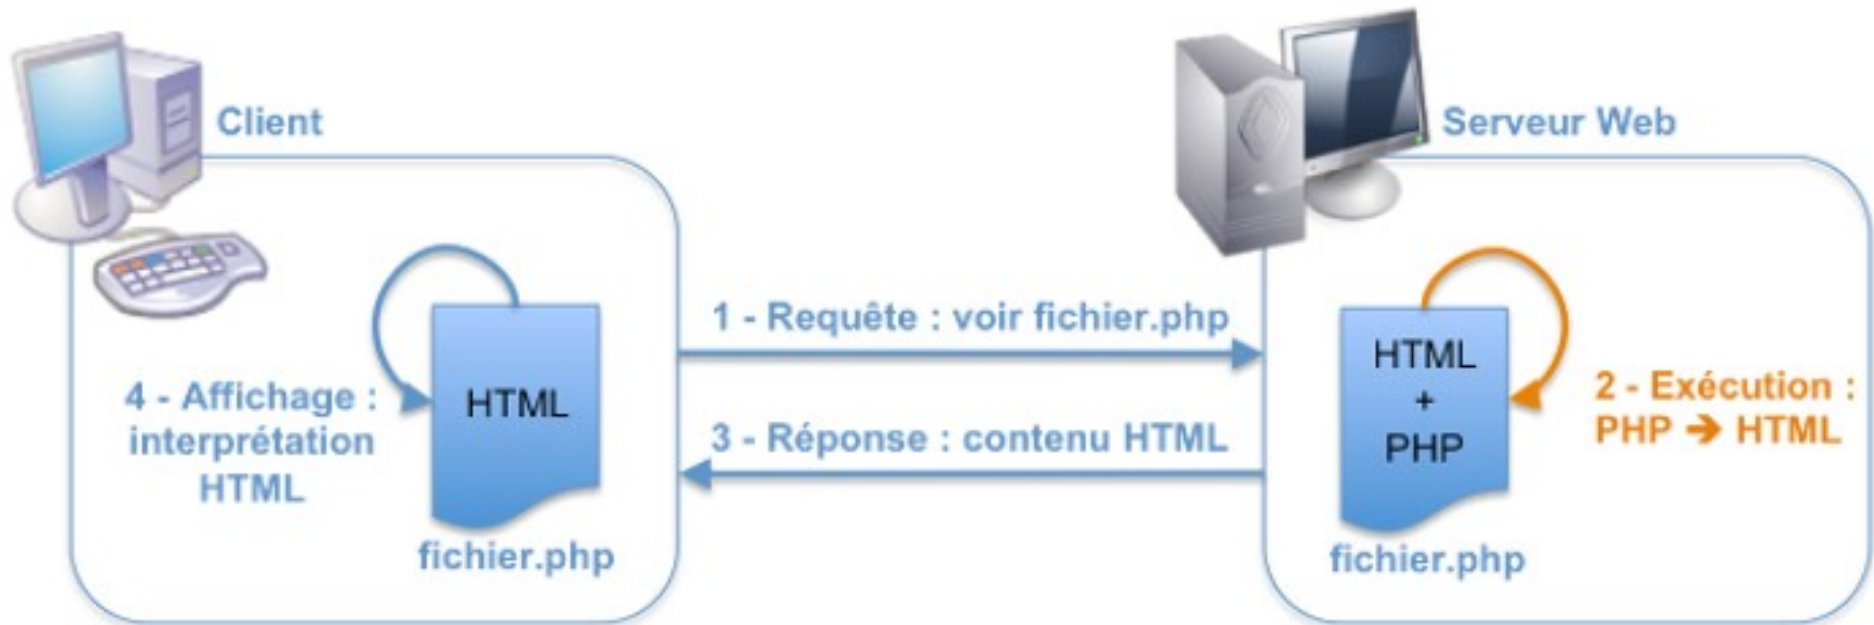 Client
Serveur Web
1 - Requête : voir fichier.php
4 - Affichage :
interprétation
HTML
HTML
3 - Réponse : contenu HTML
HTML
+
PHP
2 - Exécution :
PHP ➔ HTML
fichier.php
fichier.php